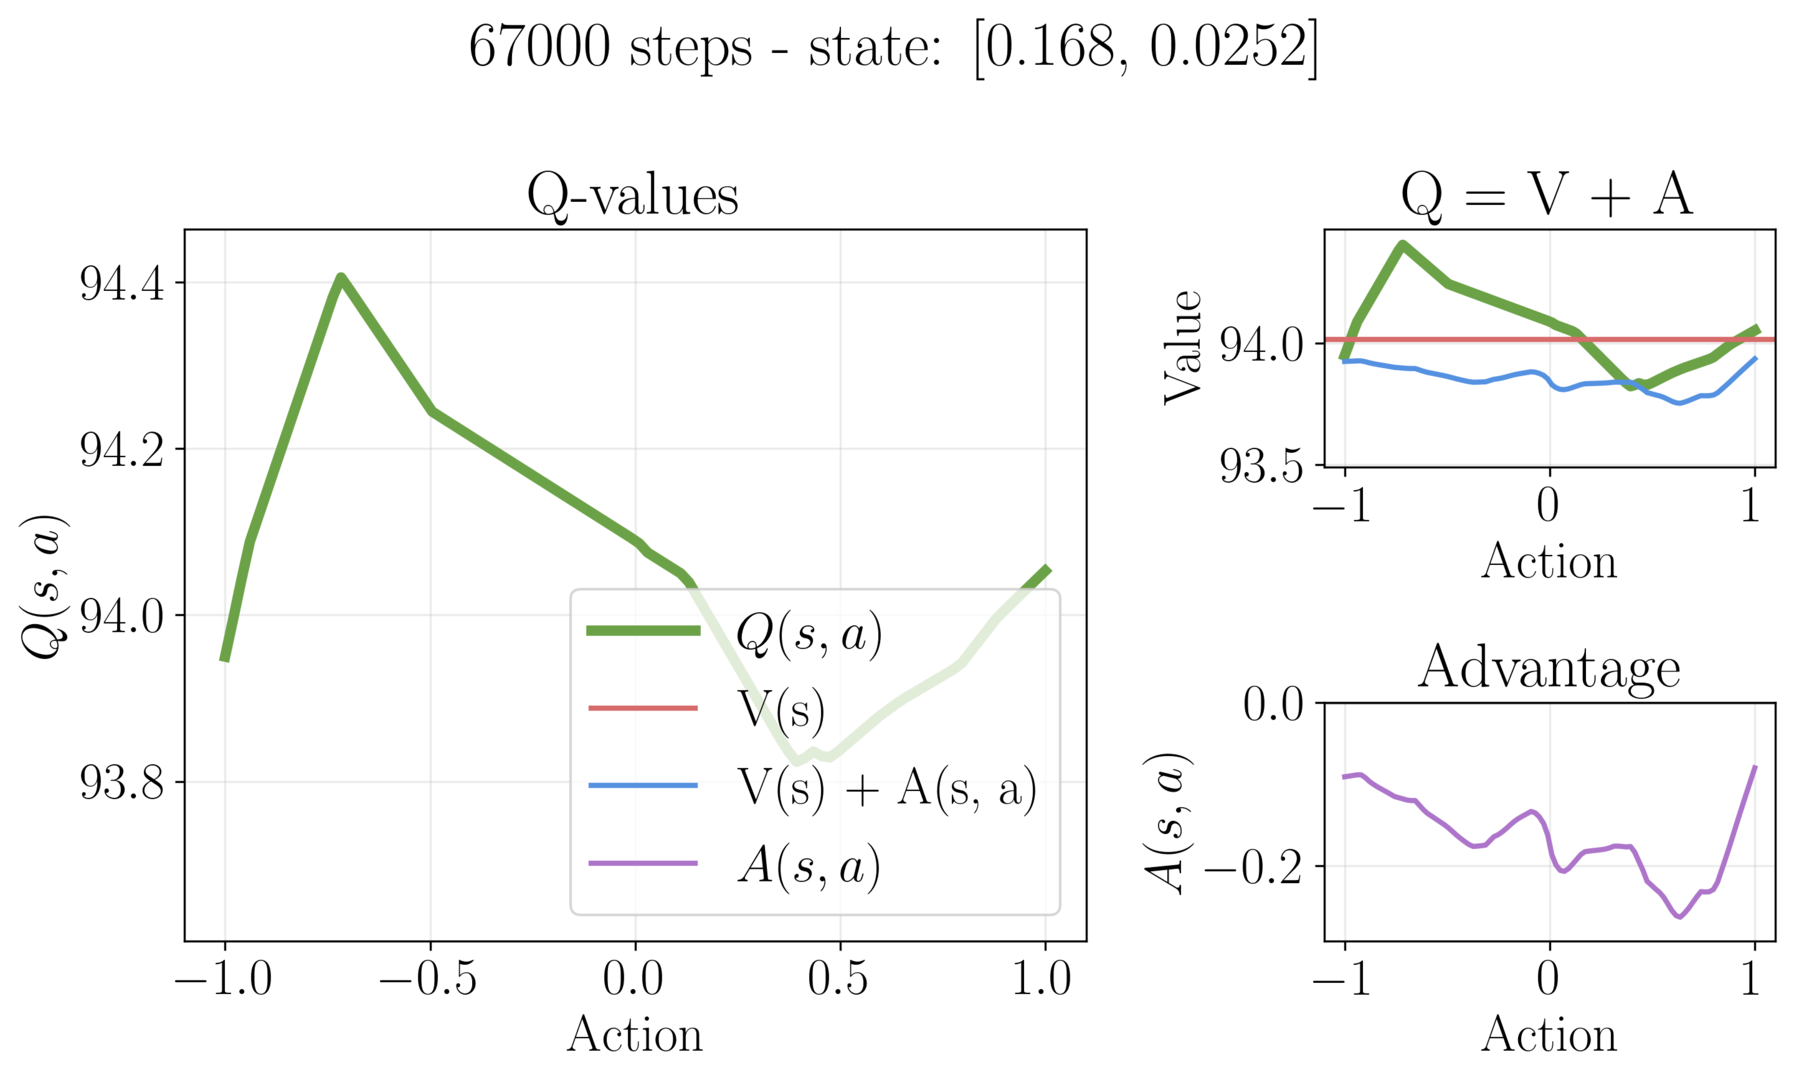 67000 steps - state: [0.168, 0.0252]
Q-values
Q(s, a)
94.4
94.2
94.0
93.8
−1.0
−0.5
0.0
0.5
1.0
Action
Q(s, a)
V(s)
V(s) + A(s, a)
A(s, a)
Q = V + A
Value
94.0
93.5
−1
0
1
Action
Advantage
A(s, a)
0.0
−0.2
−1
0
1
Action